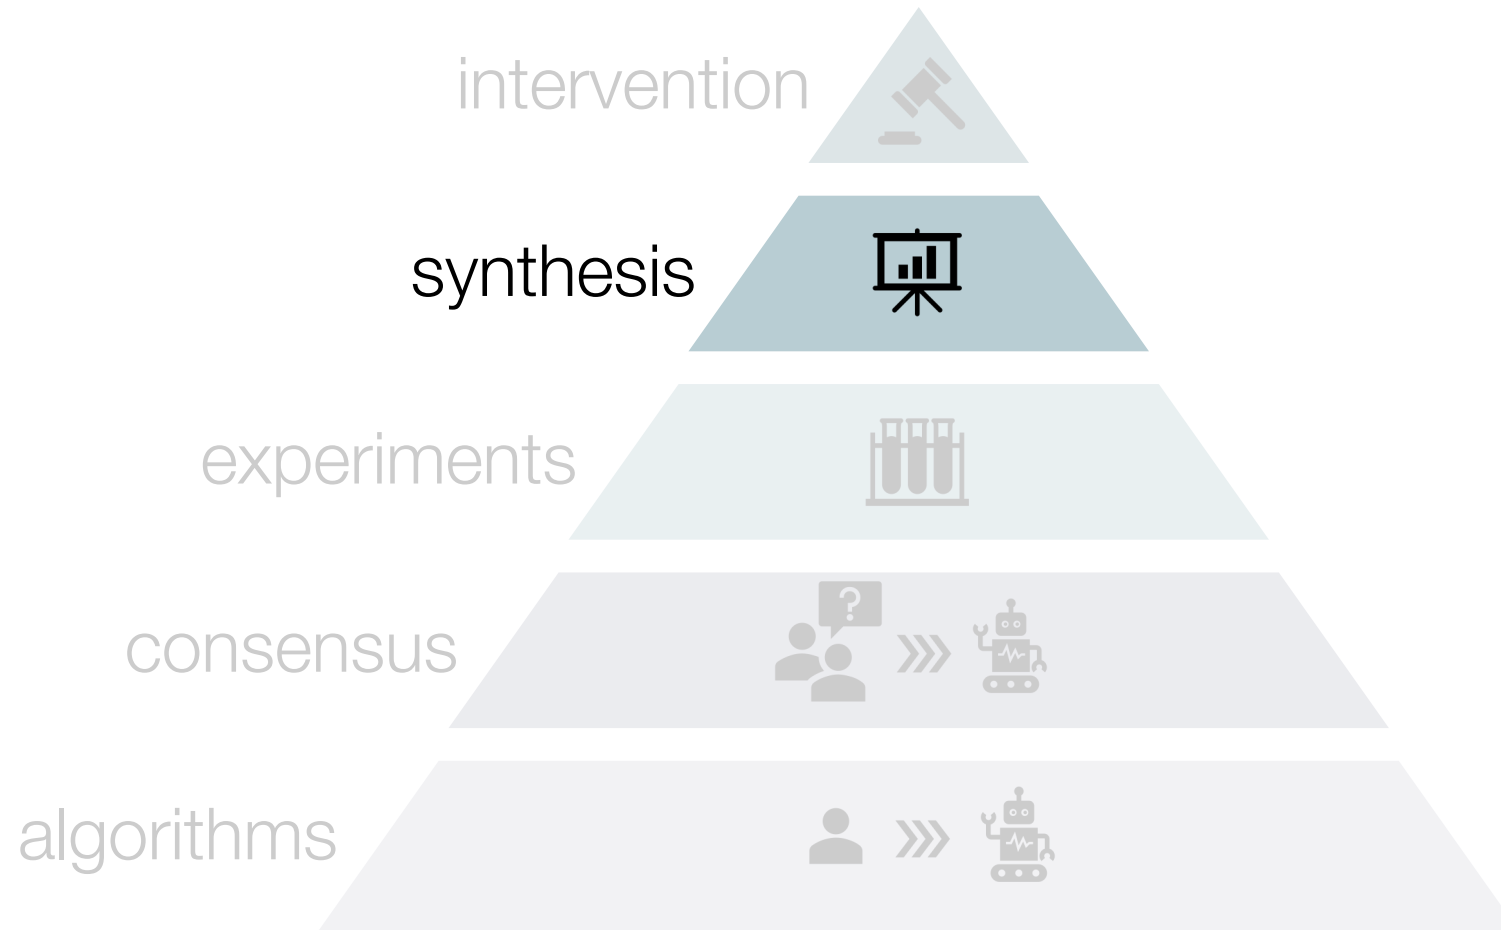 intervention
synthesis
experiments
consensus
?
algorithms